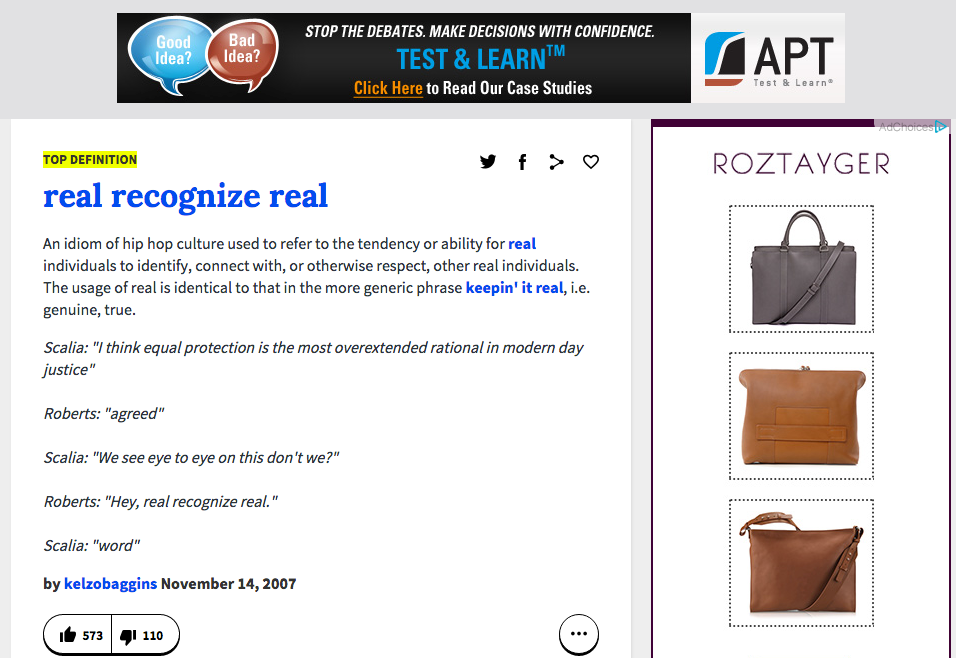 Good
Idea?
Bad
Idea?
STOP THE DEBATES. MAKE DECISIONS WITH CONFIDENCE.
TEST & LEARN™
Click Here to Read Our Case Studies
APT
Test & Learn®
AdChoices
TOP DEFINITION
real recognize real
An idiom of hip hop culture used to refer to the tendency or ability for real
individuals to identify, connect with, or otherwise respect, other real individuals.
The usage of real is identical to that in the more generic phrase keepin' it real, i.e.
genuine, true.
Scalia: "I think equal protection is the most overextended rational in modern day
justice"
Roberts: "agreed"
Scalia: "We see eye to eye on this don't we?"
Roberts: "Hey, real recognize real."
Scalia: "word"
by kelzobaggins November 14, 2007
573 110
ROZTAYGER